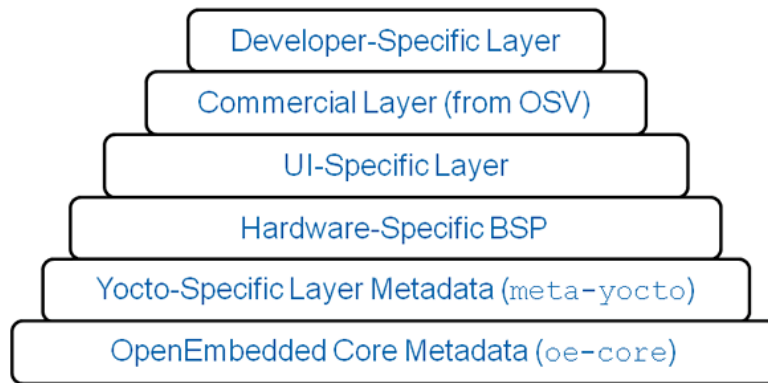 Developer-Specific Layer
Commercial Layer (from OSV)
UI-Specific Layer
Hardware-Specific BSP
Yocto-Specific Layer Metadata (meta-yocto)
OpenEmbedded Core Metadata (oe-core)